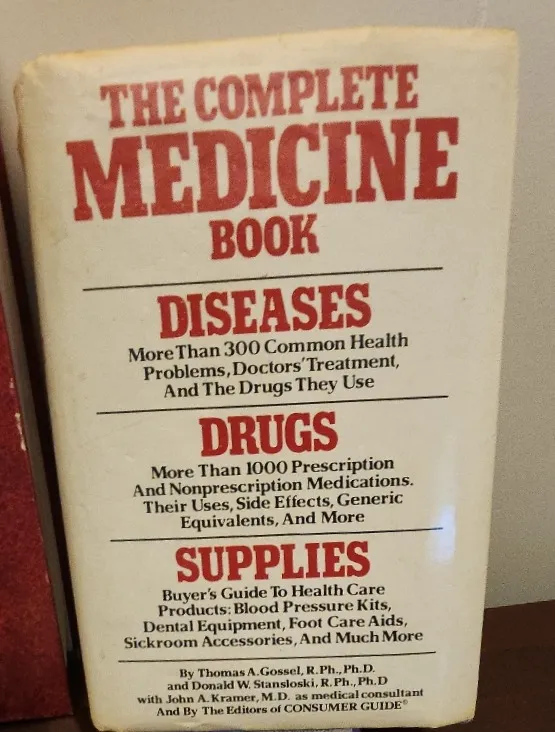 THE COMPLETE
MEDICINE
BOOK
DISEASES
More Than 300 Common Health
Problems, Doctors' Treatment,
And The Drugs They Use
DRUGS
More Than 1000 Prescription
And Nonprescription Medications.
Their Uses, Side Effects, Generic
Equivalents, And More
SUPPLIES
Buyer's Guide To Health Care
Products: Blood Pressure Kits,
Dental Equipment, Foot Care Aids,
Sickroom Accessories, And Much More
By Thomas A. Gossel, R.Ph., Ph.D.
and Donald W. Stansloski, R.Ph., Ph.D
with John A. Kramer, M.D. as medical consultant
And By The Editors of CONSUMER GUIDE®